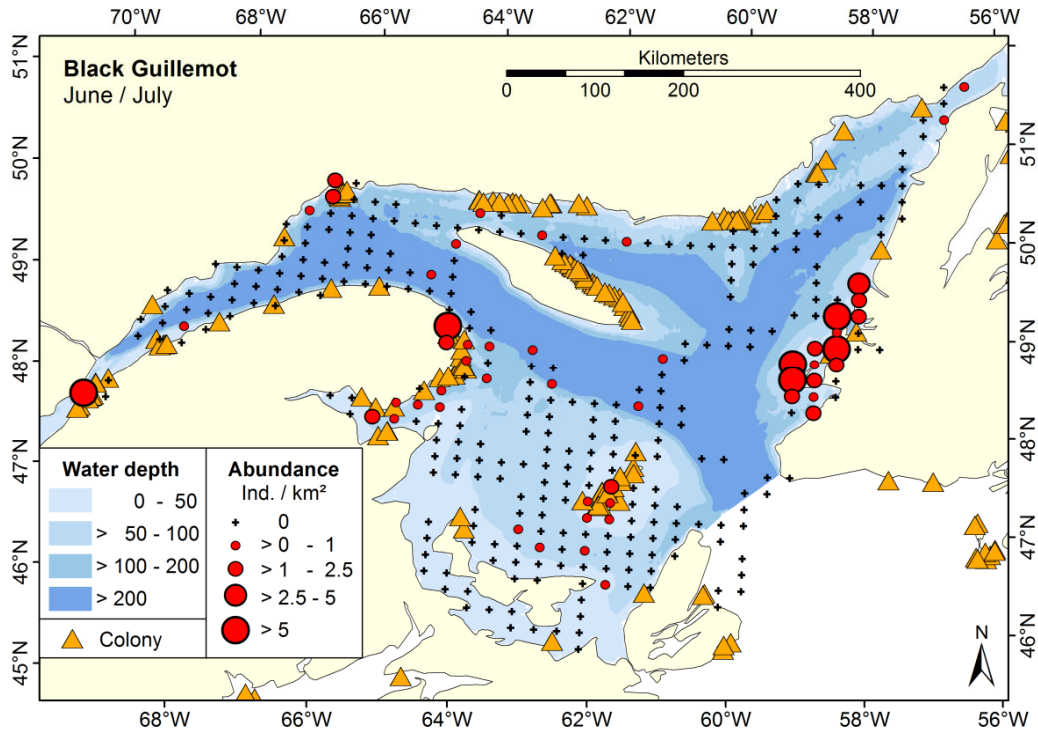 70°W 68°W 66°W 64°W 62°W 60°W 58°W 56°W
51°N
50°N
49°N
48°N
47°N
46°N
45°N
Black Guillemot
June / July
Kilometers
0 100 200 400
51°N
50°N
49°N
48°N
47°N
46°N
Water depth
0 - 50
> 50 - 100
> 100 - 200
> 200
Colony
Abundance
Ind. / km²
0
> 0 - 1
> 1 - 2.5
> 2.5 - 5
> 5
N
68°W 66°W 64°W 62°W 60°W 58°W 56°W